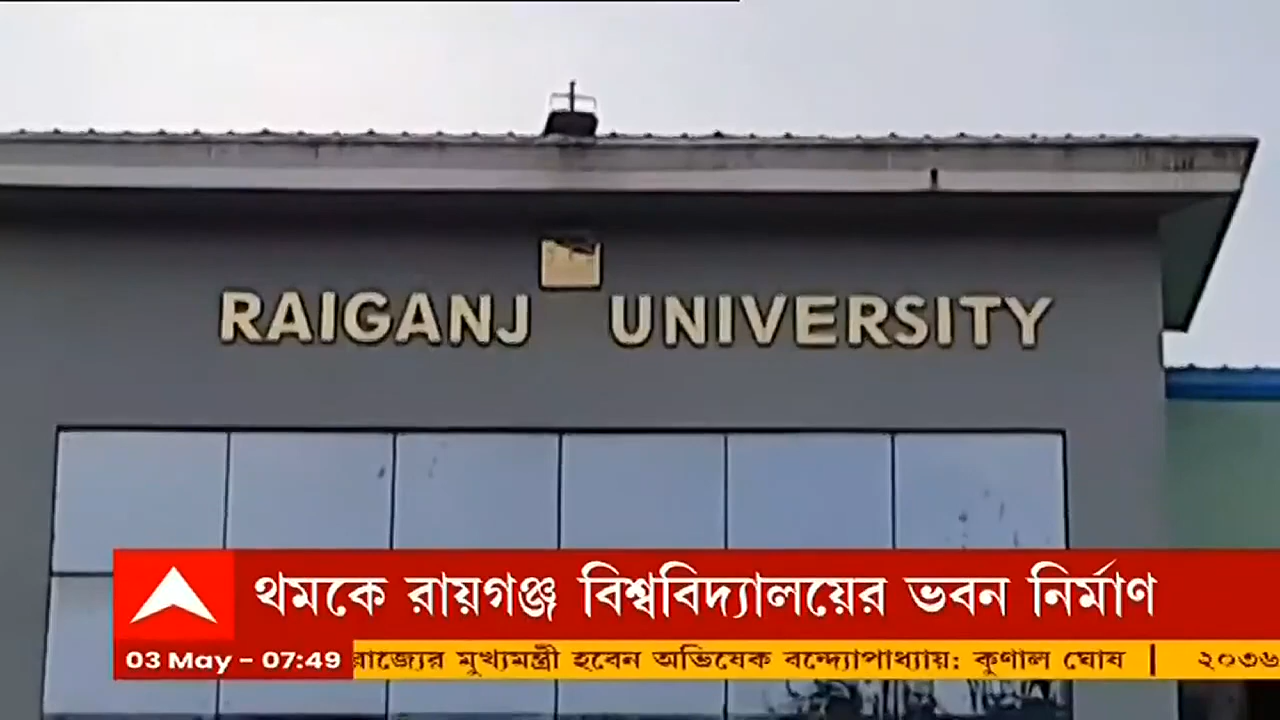 RAIGANJ UNIVERSITY
থমকে রায়গঞ্জ বিশ্ববিদ্যালয়ের ভবন নির্মাণ
03 May - 07:49
মুখ্যমন্ত্রী হবেন অভিষেক বন্দ্যোপাধ্যায়: কুণাল ঘোষ | ২০৩৬